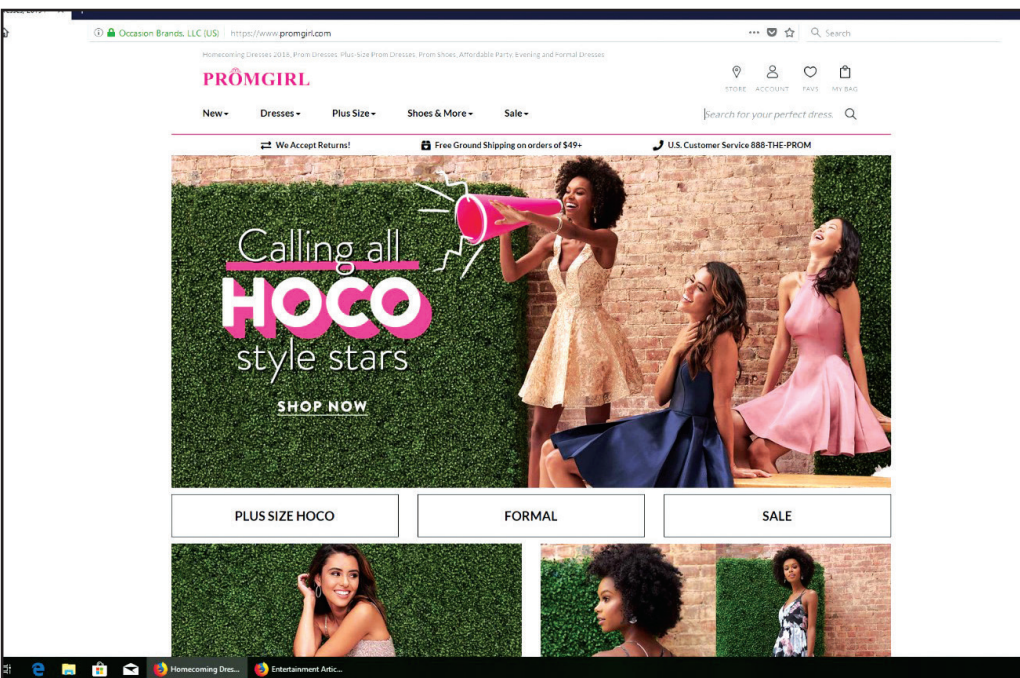 Occasion Brands, LLC (US)
https://www.promgirl.com
Search
Homecoming Dresses 2018, Prom Dresses, Plus-Size Prom Dresses, Prom Shoes, Affordable Party, Evening and Formal Dresses
PROMGIRL
STORE ACCOUNT FAVS MY BAG
New Dresses Plus Size Shoes & More Sale
Search for your perfect dress.
We Accept Returns!
Free Ground Shipping on orders of $49+
U.S. Customer Service 888-THE-PROM
Calling all
HOCO
style stars
SHOP NOW
PLUS SIZE HOCO
FORMAL
SALE
Homecoming Dres...
Entertainment Artic...